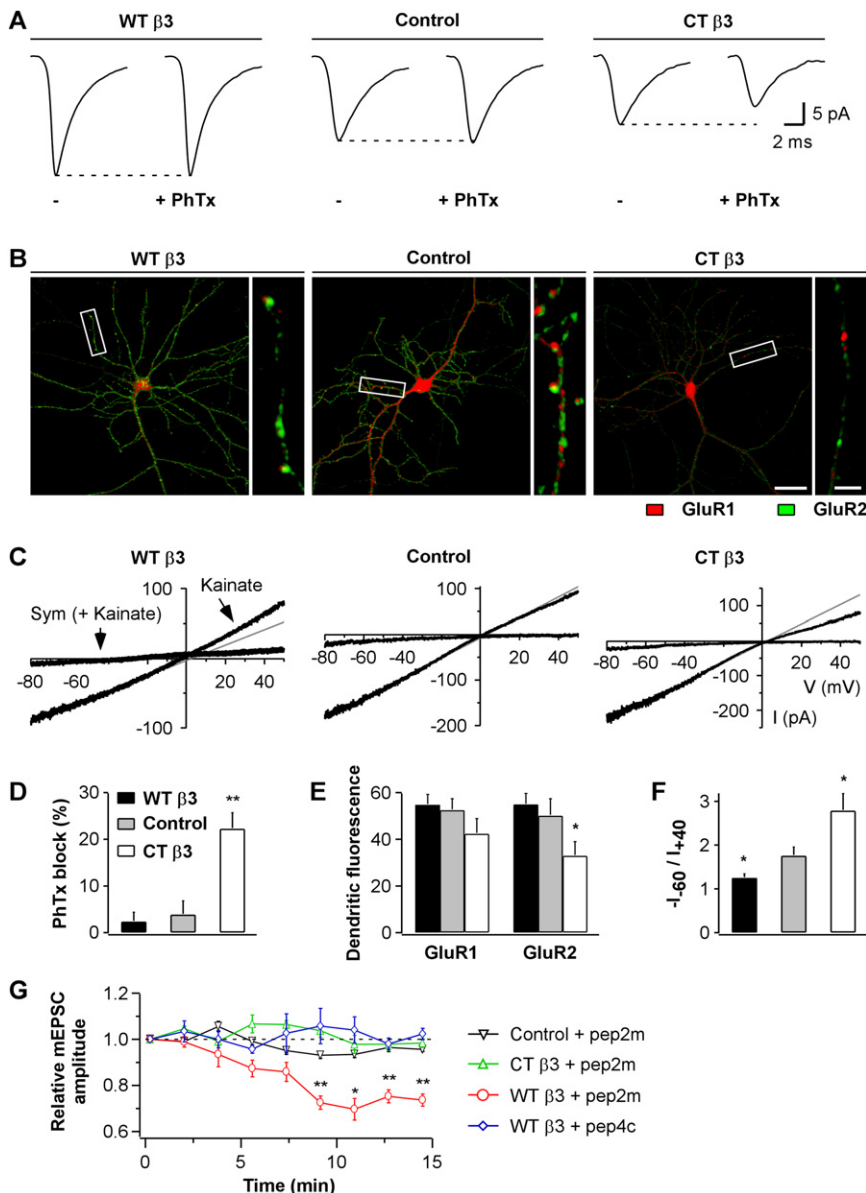 A
WT β3 Control CT β3
5 pA
2 ms
- + PhTx - + PhTx - + PhTx
B
WT β3 Control CT β3
GluR1 GluR2
C
WT β3 Control CT β3
100 100 100
Kainate
Sym (+ Kainate)
-80 -60 -40 -20 20 40 -80 -60 -40 -20 20 40 -80 -60 -40 -20 20 40
V (mV)
-100 -100 -100
-200 -200
I (pA)
D E F
30 60 3
** * *
WT β3
Control
CT β3
20 40 2
10 20 1
0 0 0
PhTx block (%) Dendritic fluorescence -I-60 / I+40
GluR1 GluR2
G
Relative mEPSC
amplitude
1.2
1.0
0.8
0.6
** * ** **
0 5 10 15
Time (min)
Control + pep2m
CT β3 + pep2m
WT β3 + pep2m
WT β3 + pep4c